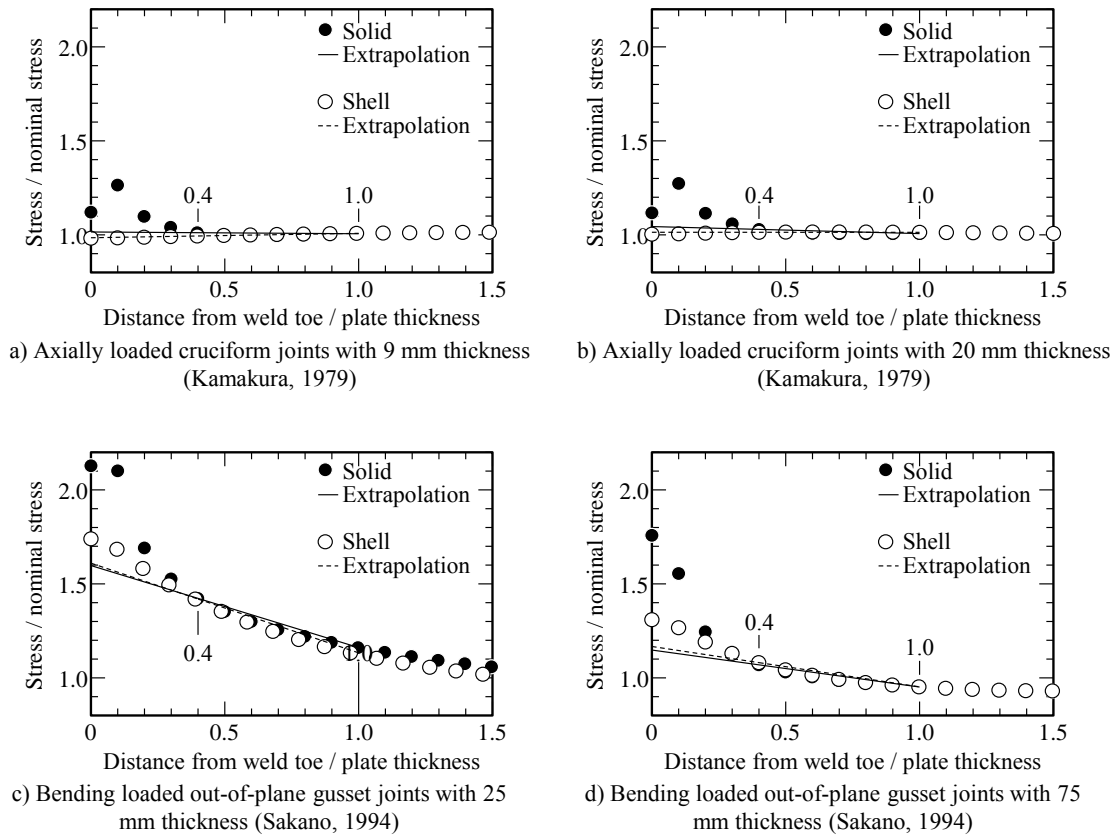 Stress / nominal stress
2.0
1.5
1.0
Solid
Extrapolation
Shell
Extrapolation
0.4
1.0
0
0.5
1.0
1.5
Distance from weld toe / plate thickness
a) Axially loaded cruciform joints with 9 mm thickness
(Kamakura, 1979)
Stress / nominal stress
2.0
1.5
1.0
Solid
Extrapolation
Shell
Extrapolation
0.4
1.0
0
0.5
1.0
1.5
Distance from weld toe / plate thickness
b) Axially loaded cruciform joints with 20 mm thickness
(Kamakura, 1979)
Stress / nominal stress
2.0
1.5
1.0
Solid
Extrapolation
Shell
Extrapolation
0.4
1.0
0
0.5
1.0
1.5
Distance from weld toe / plate thickness
c) Bending loaded out-of-plane gusset joints with 25
mm thickness (Sakano, 1994)
Stress / nominal stress
2.0
1.5
1.0
Solid
Extrapolation
Shell
Extrapolation
0.4
1.0
0
0.5
1.0
1.5
Distance from weld toe / plate thickness
d) Bending loaded out-of-plane gusset joints with 75
mm thickness (Sakano, 1994)